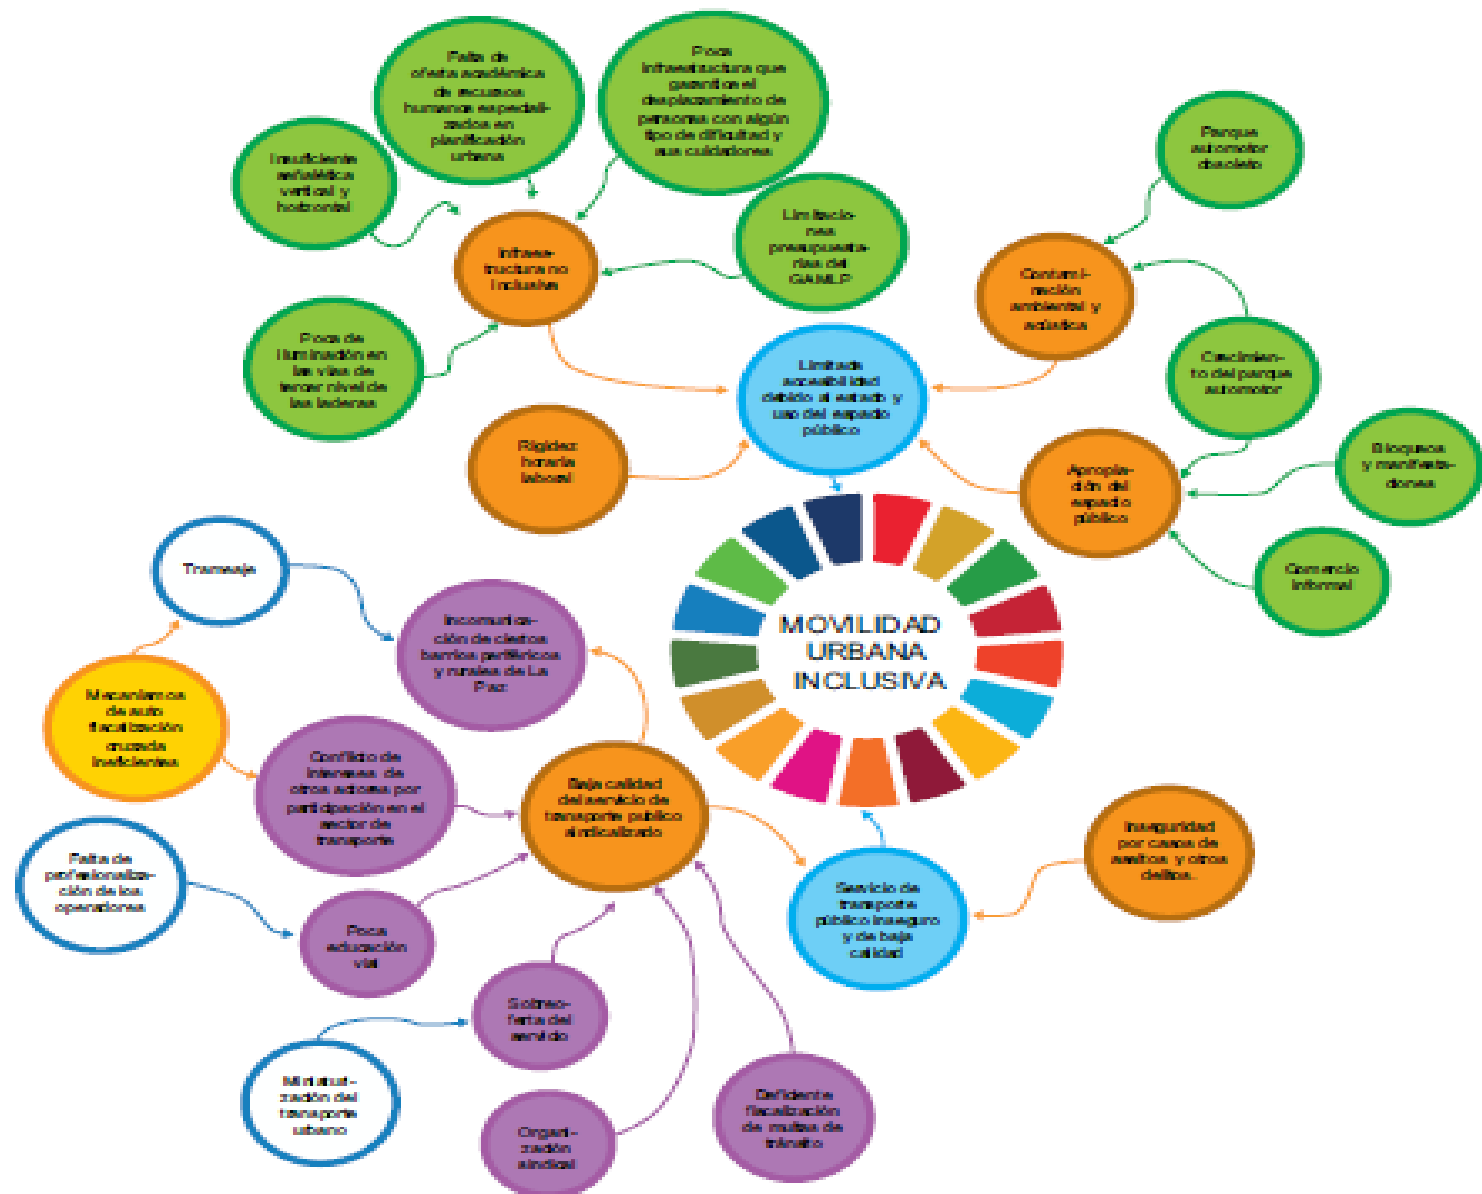 Falta de
oferta académica
de recursos
humanos especiali-
zados en
planificación
urbana
Poca
infraestructura que
garantice el
desplazamiento de
personas con algún
tipo de dificultad y
sus cuidadores
Parque
automotor
obsoleto
Insuficiente
señalética
vertical y
horizontal
Limitacio-
nes
presupuesta-
rias del
GAMLP
Infraes-
tructura no
inclusiva
Contami-
nación
ambiental y
acústica
Poca de
iluminación en
las vías de
tercer nivel de
las laderas
Limitada
accesibilidad
debido al estado y
uso del espacio
público
Crecimien-
to del parque
automotor
Rigidez
horaria
laboral
Apropia-
ción del
espacio
público
Bloqueos
y manifesta-
ciones
Comercio
informal
Trameaje
Incomunica-
ción de ciertos
barrios periféricos
y rurales de La
Paz
MOVILIDAD
URBANA
INCLUSIVA
Mecanismos
de auto
fiscalización
cruzada
ineficientes
Conflicto de
intereses de
otros actores por
participación en el
sector de
transporte
Baja calidad
del servicio de
transporte público
sindicalizado
Inseguridad
por casos de
asaltos y otros
delitos.
Falta de
profesionaliza-
ción de los
operadores
Poca
educación
vial
Servicio de
transporte
público inseguro
y de baja
calidad
Sobreo-
ferta del
servicio
Miniaturi-
zación del
transporte
urbano
Organi-
zación
sindical
Deficiente
fiscalización
de multas de
tránsito